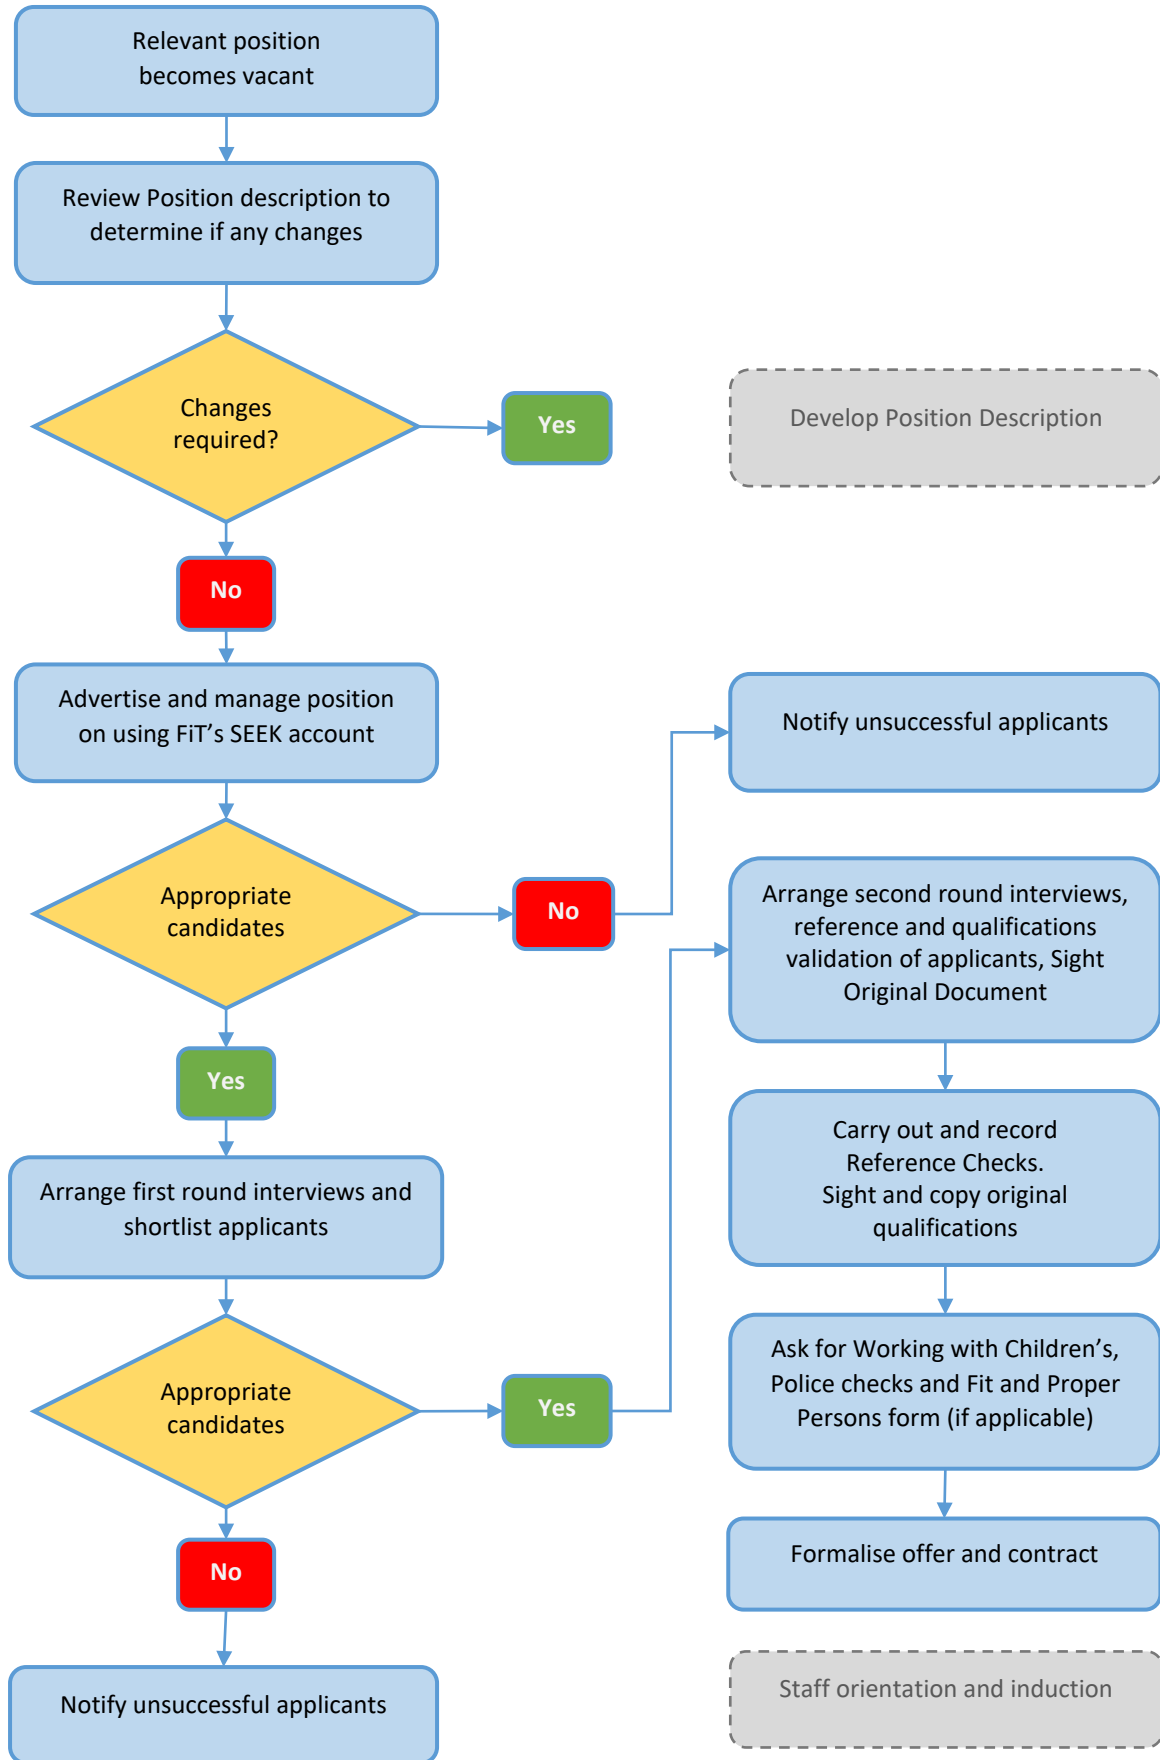 Relevant position
becomes vacant
Review Position description to
determine if any changes
Changes
required?
Yes
Develop Position Description
No
Advertise and manage position
on using FiT’s SEEK account
Notify unsuccessful applicants
Appropriate
candidates
No
Arrange second round interviews,
reference and qualifications
validation of applicants, Sight
Original Document
Yes
Arrange first round interviews and
shortlist applicants
Carry out and record
Reference Checks.
Sight and copy original
qualifications
Appropriate
candidates
Yes
Ask for Working with Children’s,
Police checks and Fit and Proper
Persons form (if applicable)
No
Formalise offer and contract
Notify unsuccessful applicants
Staff orientation and induction